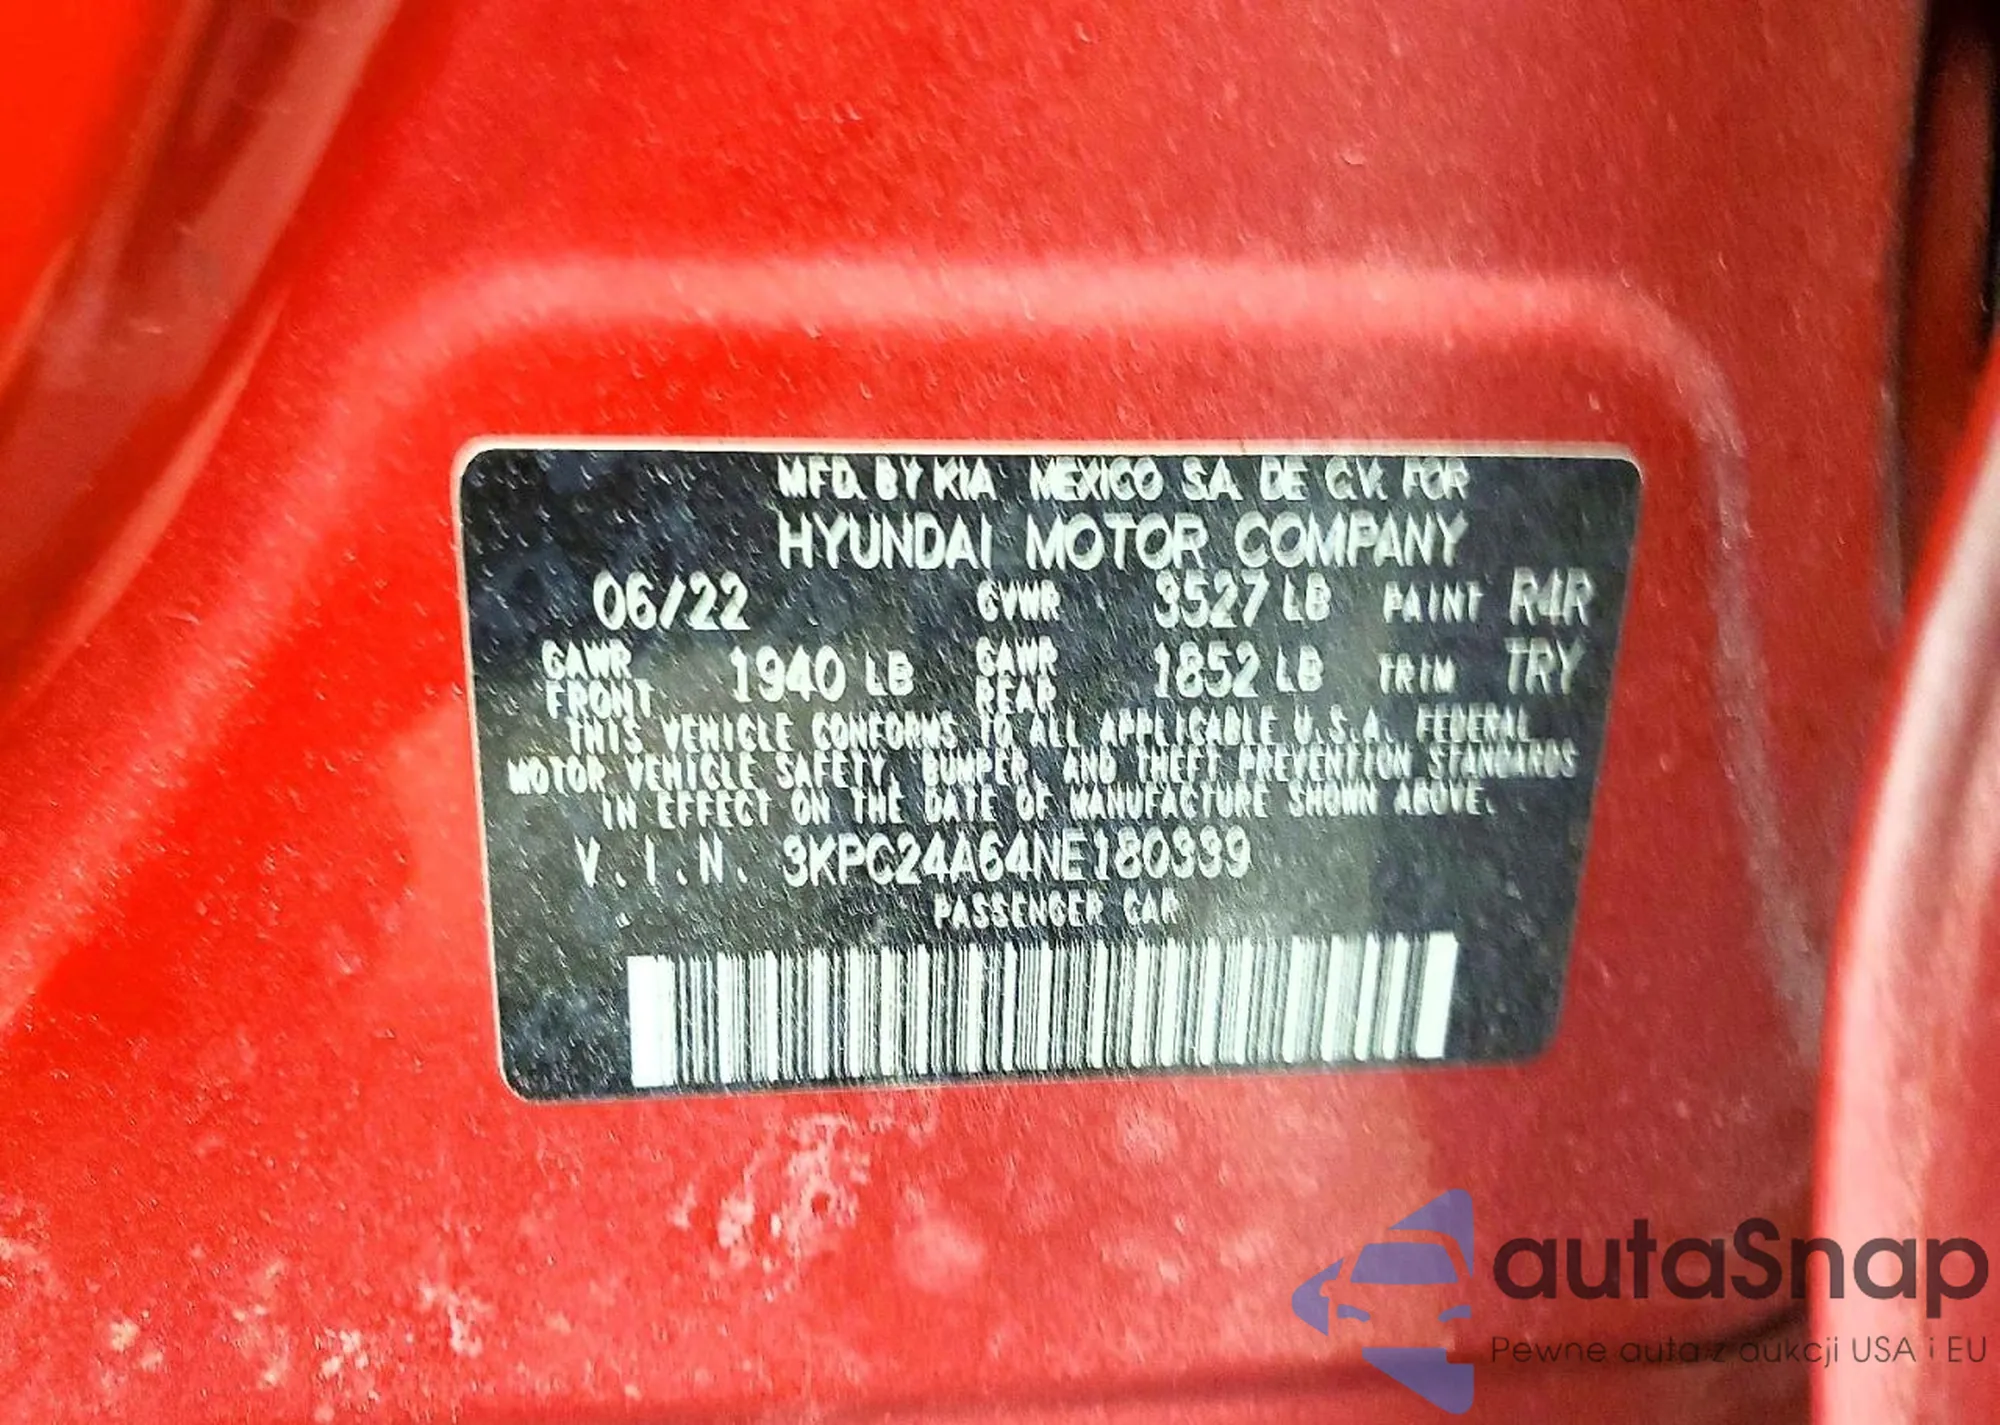 MFD. BY KIA MEXICO S.A. DE C.V. FOR
HYUNDAI MOTOR COMPANY
06/22 GVWR 3527 LB PAINT R4R
GAWR FRONT 1940 LB GAWR REAR 1852 LB TRIM TRY
THIS VEHICLE CONFORMS TO ALL APPLICABLE U.S.A. FEDERAL
MOTOR VEHICLE SAFETY, BUMPER, AND THEFT PREVENTION STANDARDS
IN EFFECT ON THE DATE OF MANUFACTURE SHOWN ABOVE.
V.I.N. 3KPC24A64NE180339
PASSENGER CAR
autaSnap
Pewne auta z aukcji USA i EU